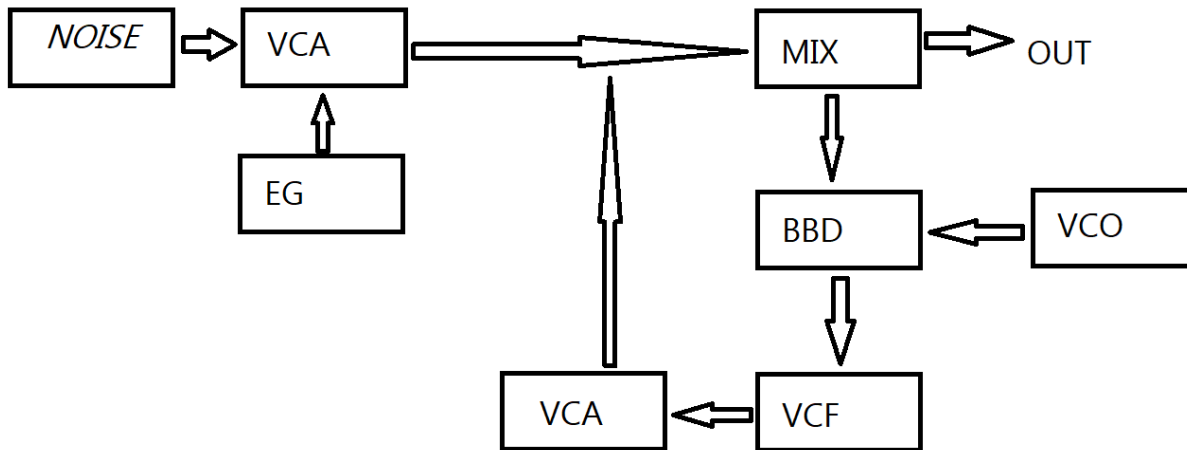 NOISE
VCA
MIX
OUT
EG
BBD
VCO
VCA
VCF